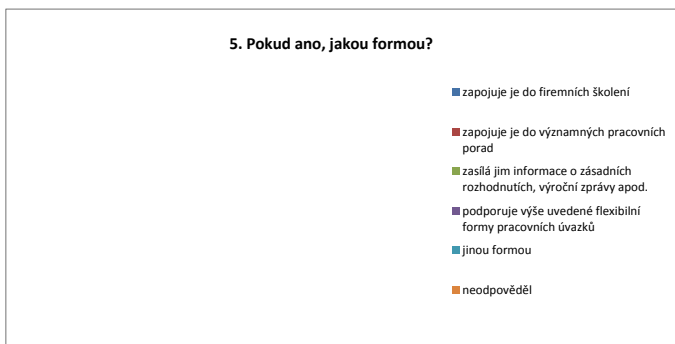 5. Pokud ano, jakou formou?
zapojuje je do firemních školení
zapojuje je do významných pracovních
porad
zasílá jim informace o zásadních
rozhodnutích, výroční zprávy apod.
podporuje výše uvedené flexibilní
formy pracovních úvazků
jinou formou
neodpověděl